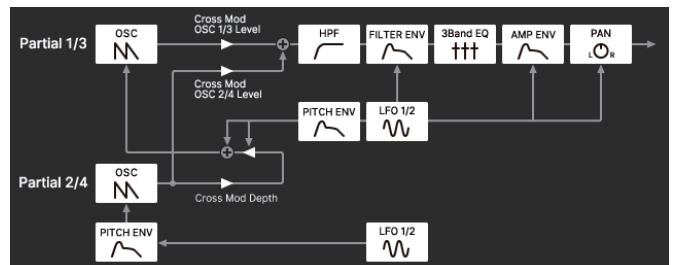 Cross Mod
OSC 1/3 Level
Partial 1/3
OSC
HPF
FILTER ENV
3Band EQ
AMP ENV
PAN
L R
Cross Mod
OSC 2/4 Level
PITCH ENV
LFO 1/2
Partial 2/4
OSC
Cross Mod Depth
PITCH ENV
LFO 1/2